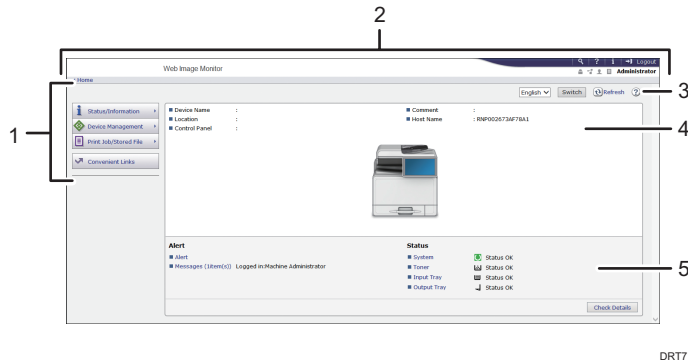 2
Web Image Monitor
Logout
Administrator
Home
English Switch Refresh ? 3
1
Status/Information
Device Management
Print Job/Stored File
Convenient Links
Device Name :
Location :
Control Panel :
Comment :
Host Name : RNP002673AF78A1
4
Alert
Alert
Messages (1item(s)) Logged in:Machine Administrator
Status
System Status OK
Toner Status OK
Input Tray Status OK
Output Tray Status OK
5
Check Details
DRT7